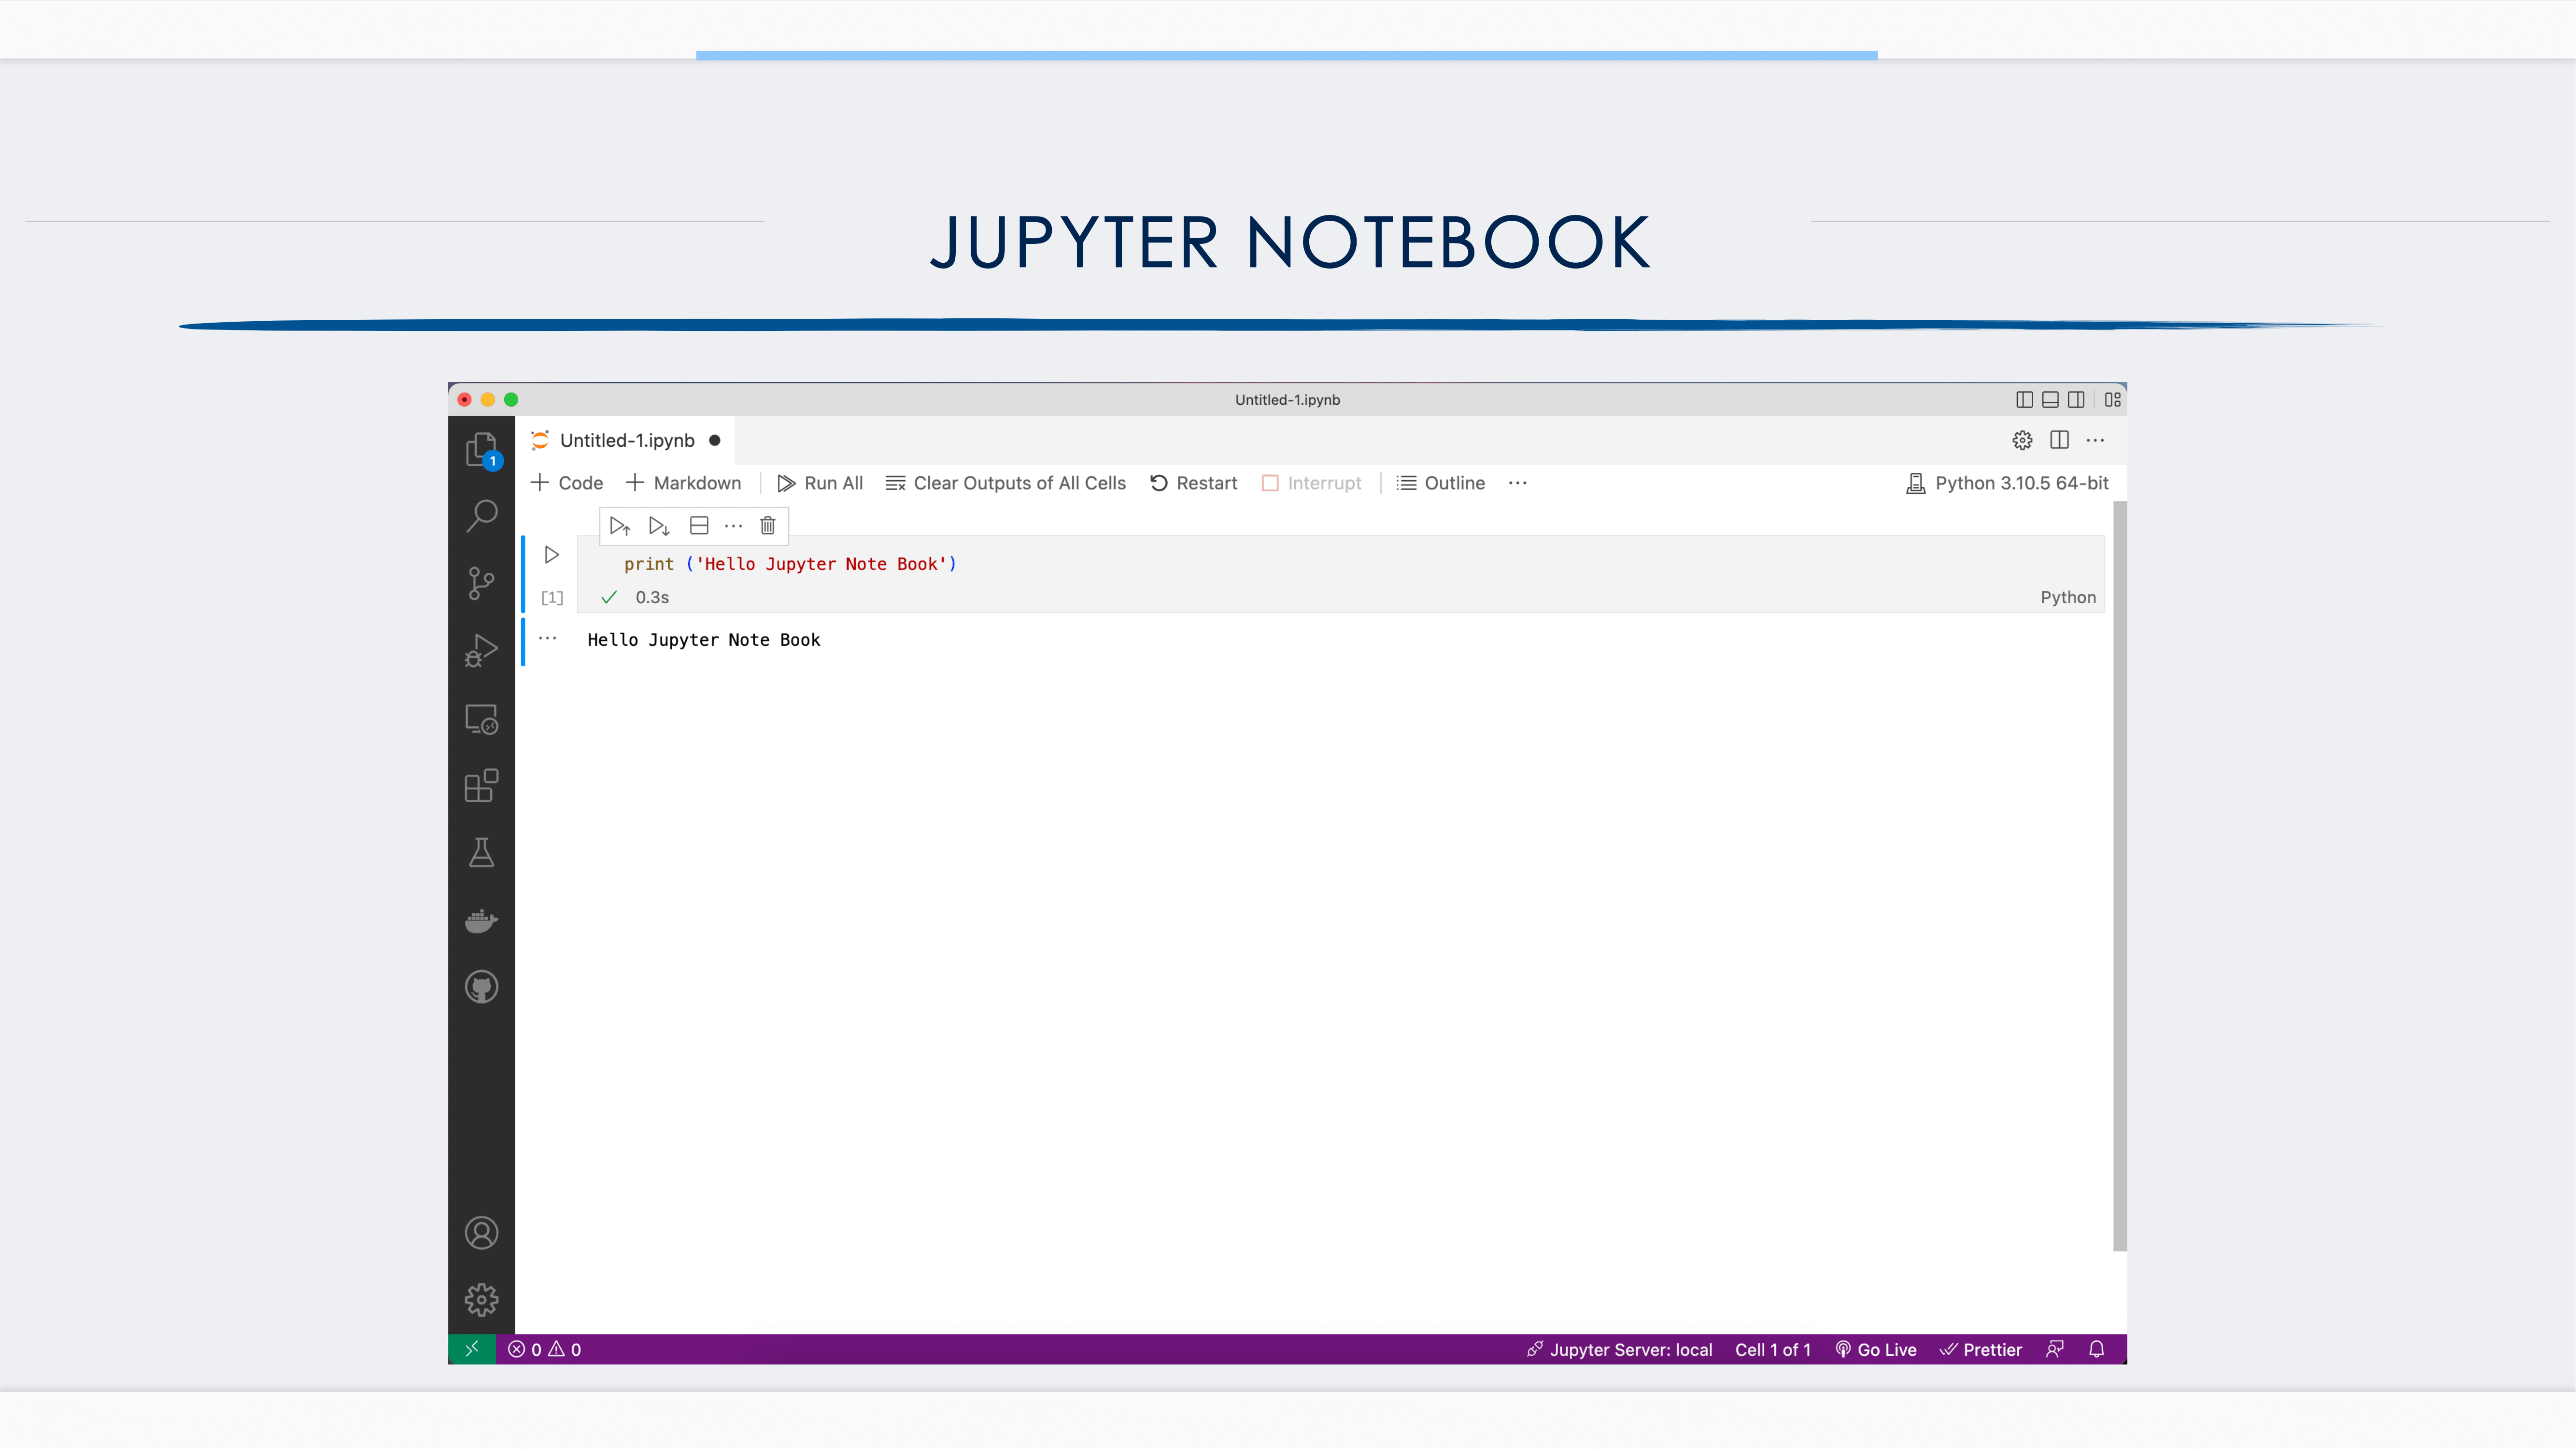 JUPYTER NOTEBOOK
Untitled-1.ipynb
Untitled-1.ipynb
1
Code Markdown Run All Clear Outputs of All Cells Restart Interrupt Outline ... Python 3.10.5 64-bit
print ('Hello Jupyter Note Book')
[1] 0.3s Python
Hello Jupyter Note Book
0 0 Jupyter Server: local Cell 1 of 1 Go Live Prettier